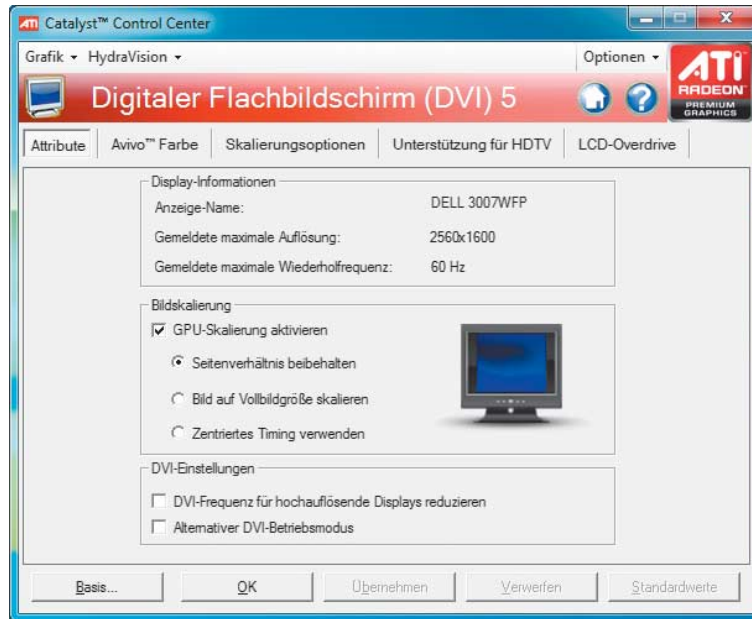 ATI Catalyst™ Control Center
Grafik HydraVision Optionen
ATI
RADEON
PREMIUM
GRAPHICS
Digitaler Flachbildschirm (DVI) 5
Attribute Avivo™ Farbe Skalierungsoptionen Unterstützung für HDTV LCD-Overdrive
Display-Informationen
Anzeige-Name: DELL 3007WFP
Gemeldete maximale Auflösung: 2560x1600
Gemeldete maximale Wiederholfrequenz: 60 Hz
Bildskalierung
GPU-Skalierung aktivieren
Seitenverhältnis beibehalten
Bild auf Vollbildgröße skalieren
Zentriertes Timing verwenden
DVI-Einstellungen
DVI-Frequenz für hochauflösende Displays reduzieren
Alternativer DVI-Betriebsmodus
Basis... OK Übernehmen Verwerfen Standardwerte